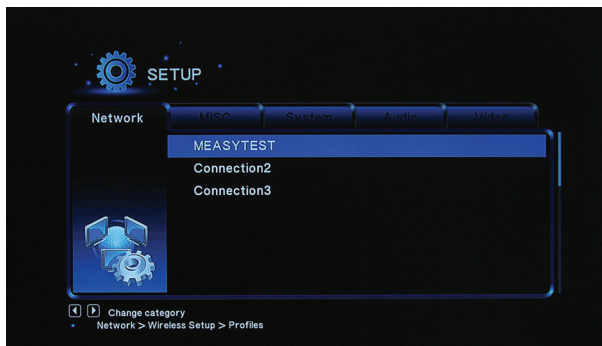 SETUP
Network MISC System Audio Video
MEASYTEST
Connection2
Connection3
Change category
Network > Wireless Setup > Profiles